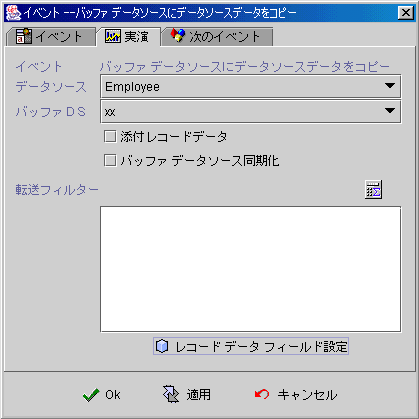 イベント --バッファ データソースにデータソースデータをコピー
イベント 実演 次のイベント
イベント バッファ データソースにデータソースデータをコピー
データソース Employee
バッファＤＳ xx
添付レコードデータ
バッファ データソース同期化
転送フィルター
レコード データ フィールド設定
Ok 適用 キャンセル